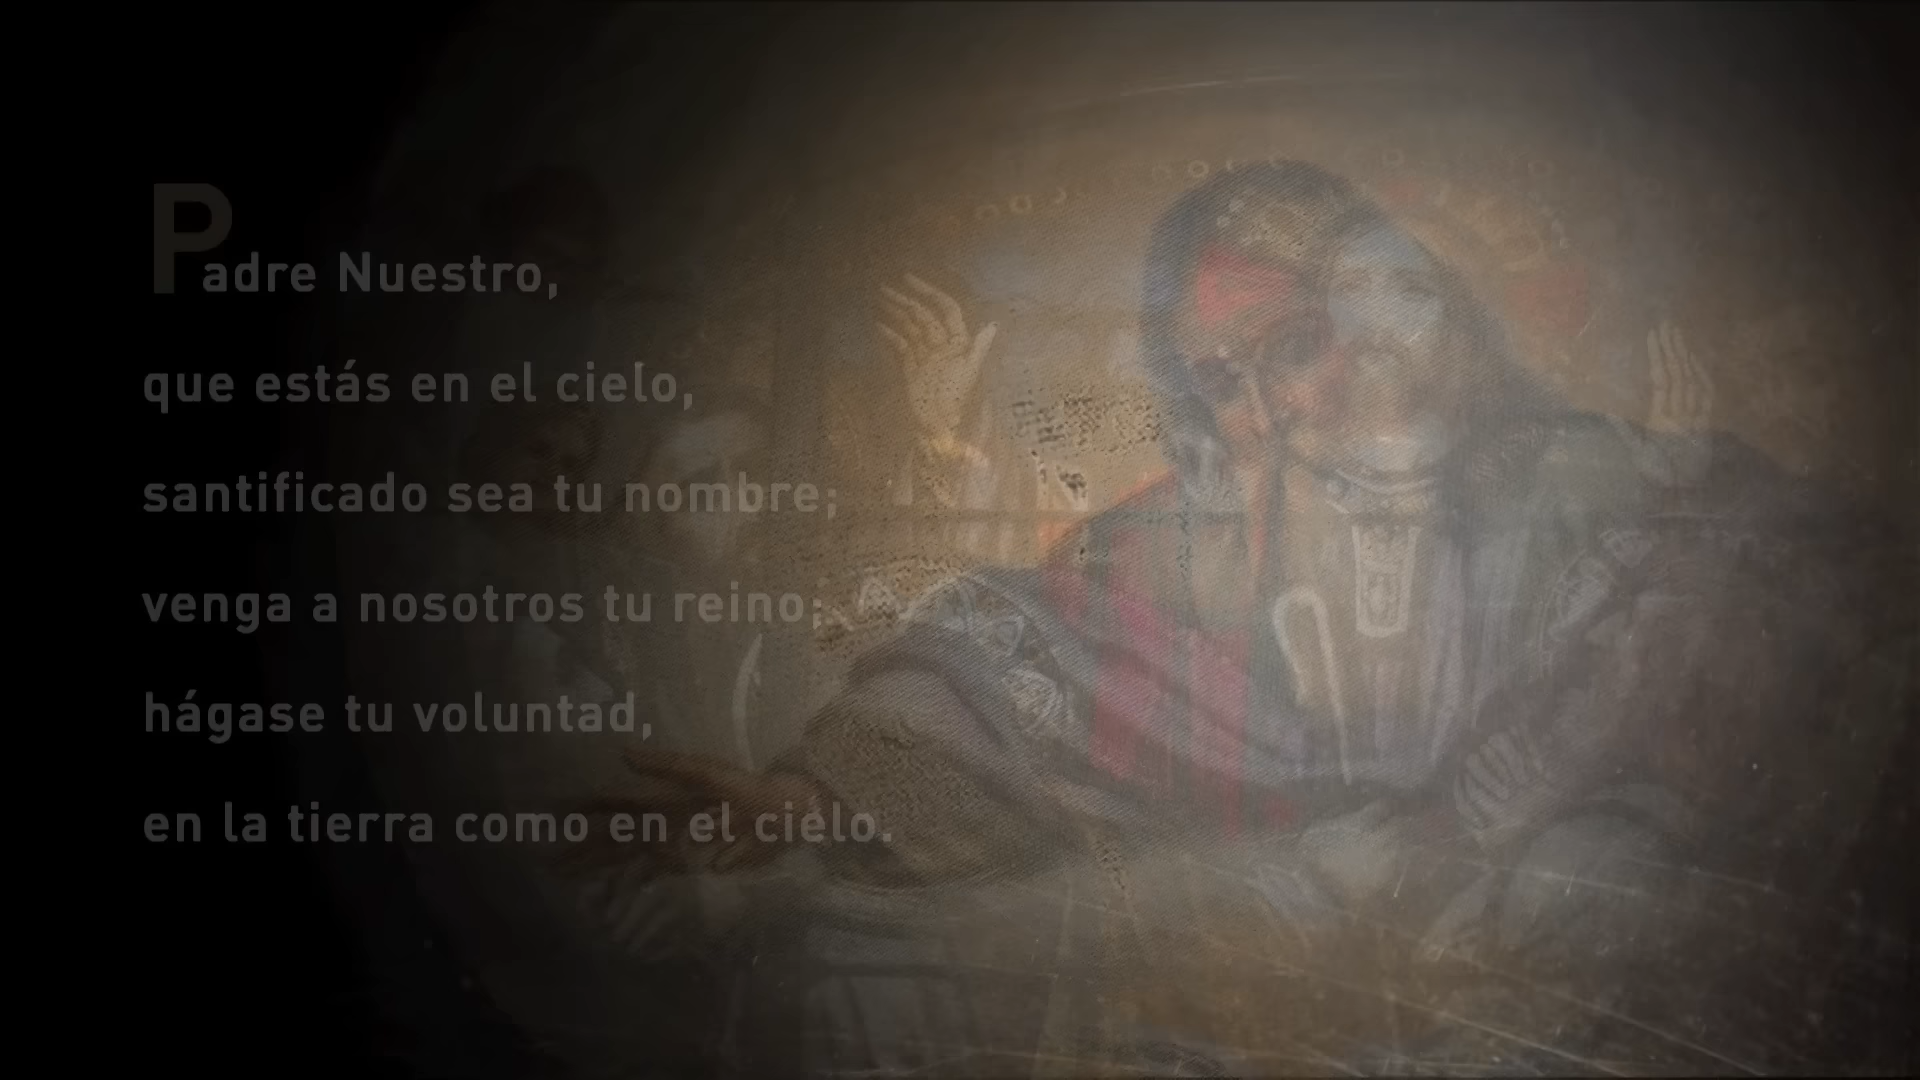 Padre Nuestro,
que estás en el cielo,
santificado sea tu nombre;
venga a nosotros tu reino;
hágase tu voluntad,
en la tierra como en el cielo.